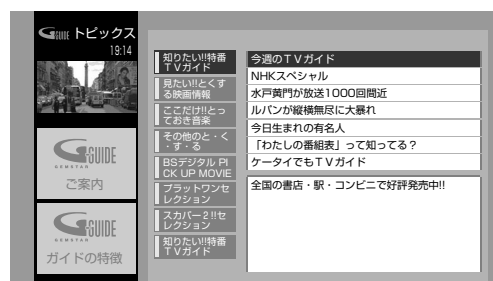 GGUIDE トピックス
19:14
GGUIDE
GEMSTAR
ご案内
GGUIDE
GEMSTAR
ガイドの特徴
知りたい!!特番
TVガイド
見たい!!とくす
る映画情報
ここだけ!!とっ
ておき音楽
その他のと・く
・す・る
BSデジタル PI
CK UP MOVIE
プラットワンセ
レクション
スカパー2!!セ
レクション
知りたい!!特番
TVガイド
今週のTVガイド
NHKスペシャル
水戸黄門が放送1000回間近
ルパンが縦横無尽に大暴れ
今日生まれの有名人
「わたしの番組表」って知ってる？
ケータイでもTVガイド
全国の書店・駅・コンビニで好評発売中!!